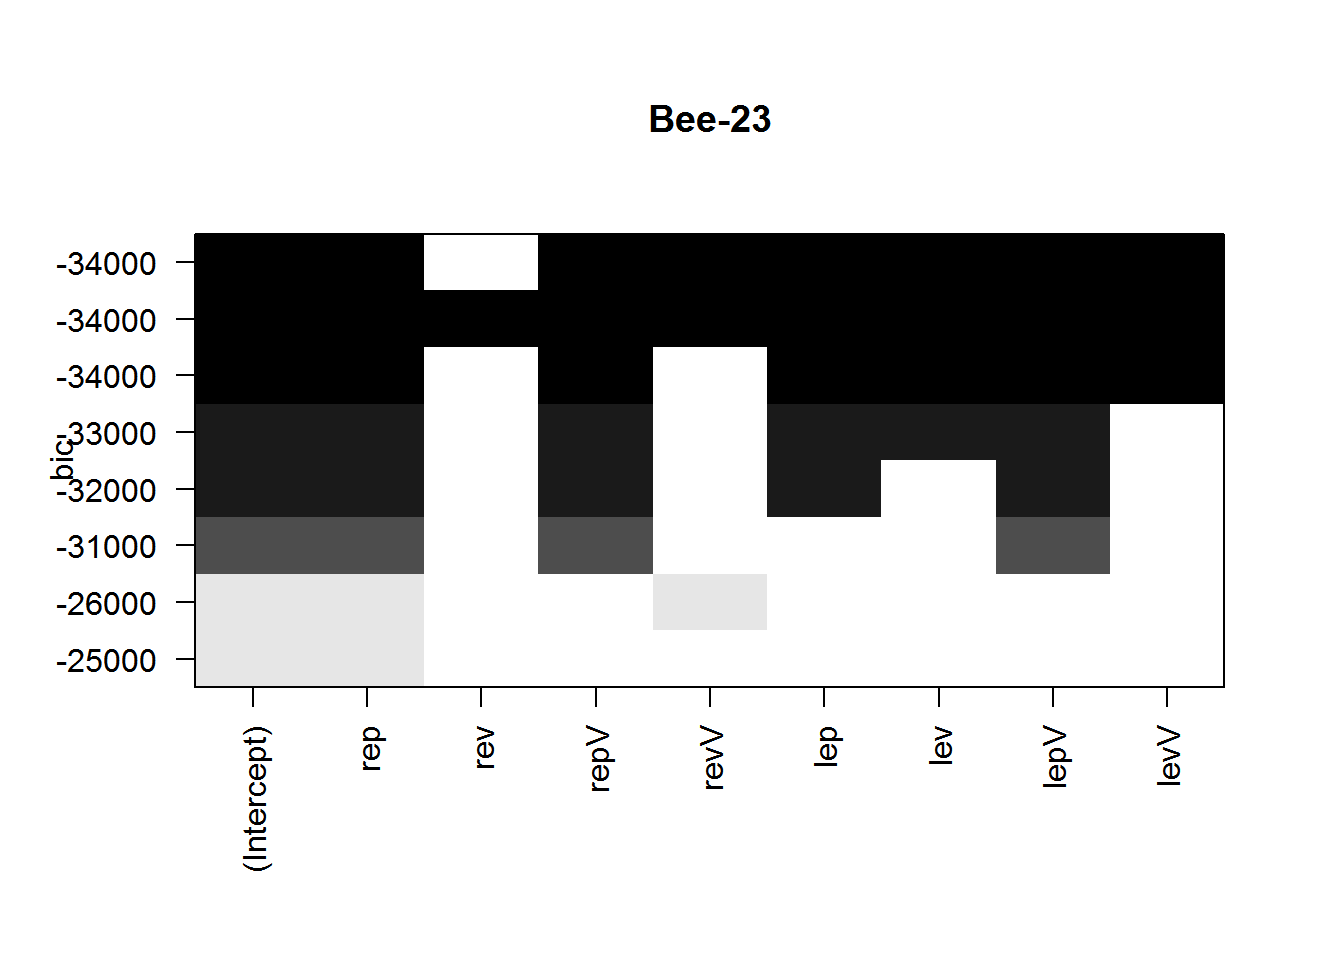 Bee-23
bic
-34000
-34000
-34000
-33000
-32000
-31000
-26000
-25000
(Intercept)
rep
rev
repV
revV
lep
lev
lepV
levV